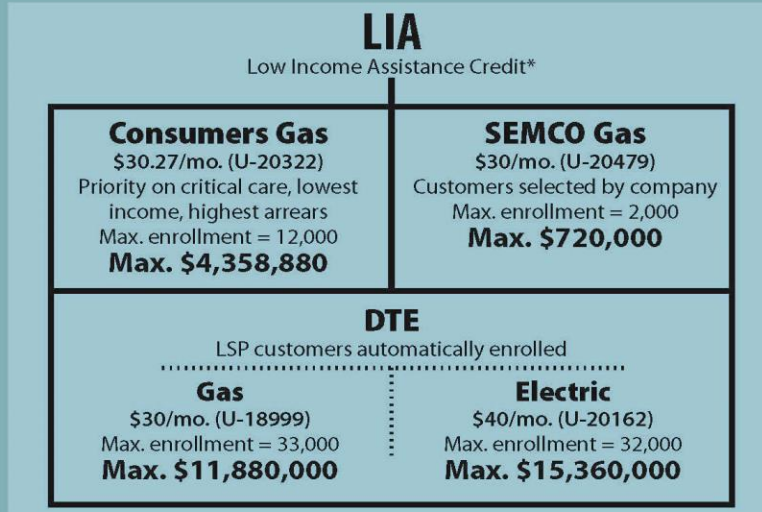 LIA
Low Income Assistance Credit*
Consumers Gas
$30.27/mo. (U-20322)
Priority on critical care, lowest
income, highest arrears
Max. enrollment = 12,000
Max. $4,358,880
SEMCO Gas
$30/mo. (U-20479)
Customers selected by company
Max. enrollment = 2,000
Max. $720,000
DTE
LSP customers automatically enrolled
Gas
$30/mo. (U-18999)
Max. enrollment = 33,000
Max. $11,880,000
Electric
$40/mo. (U-20162)
Max. enrollment = 32,000
Max. $15,360,000